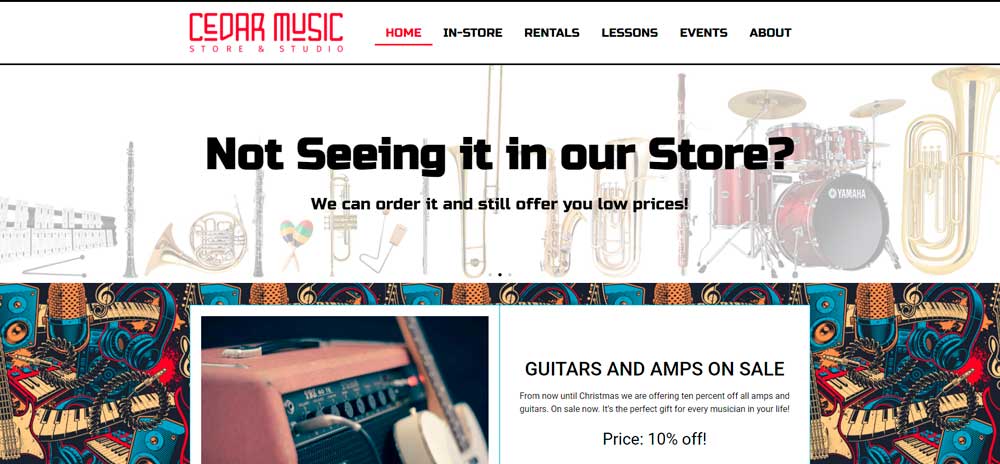 CEDAR MUSIC
STORE & STUDIO
HOME IN-STORE RENTALS LESSONS EVENTS ABOUT
Not Seeing it in our Store?
We can order it and still offer you low prices!
YAMAHA
GUITARS AND AMPS ON SALE
From now until Christmas we are offering ten percent off all amps and
guitars. On sale now. It's the perfect gift for every musician in your life!
Price: 10% off!